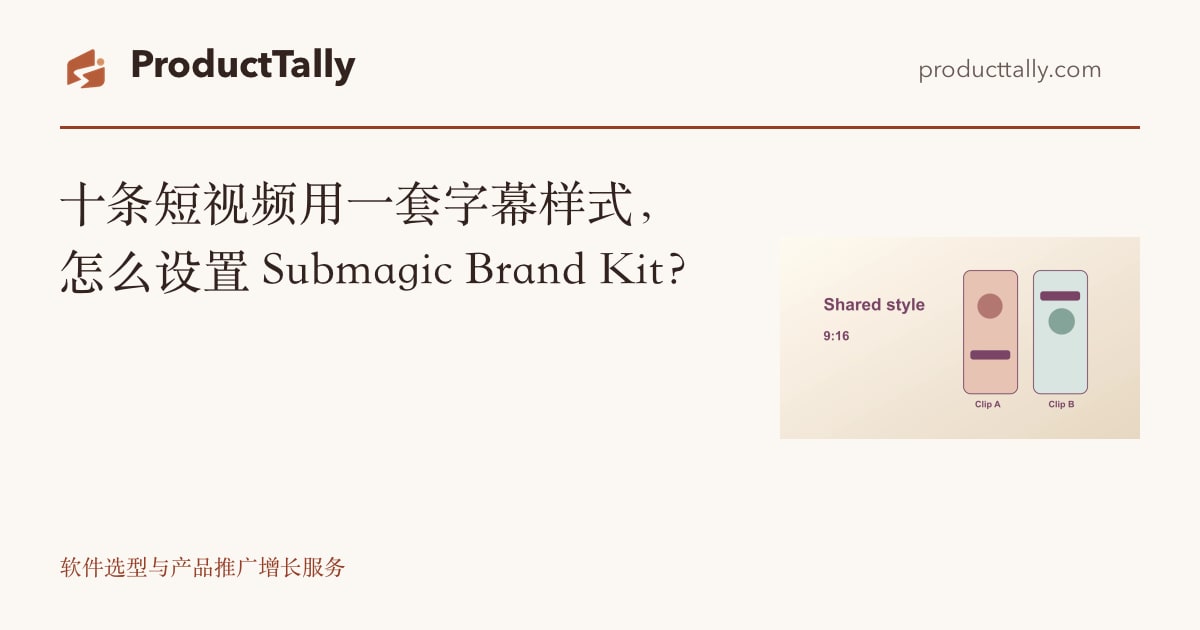 ProductTally
producttally.com
十条短视频用一套字幕样式，
怎么设置 Submagic Brand Kit?
Shared style
9:16
Clip A
Clip B
软件选型与产品推广增长服务